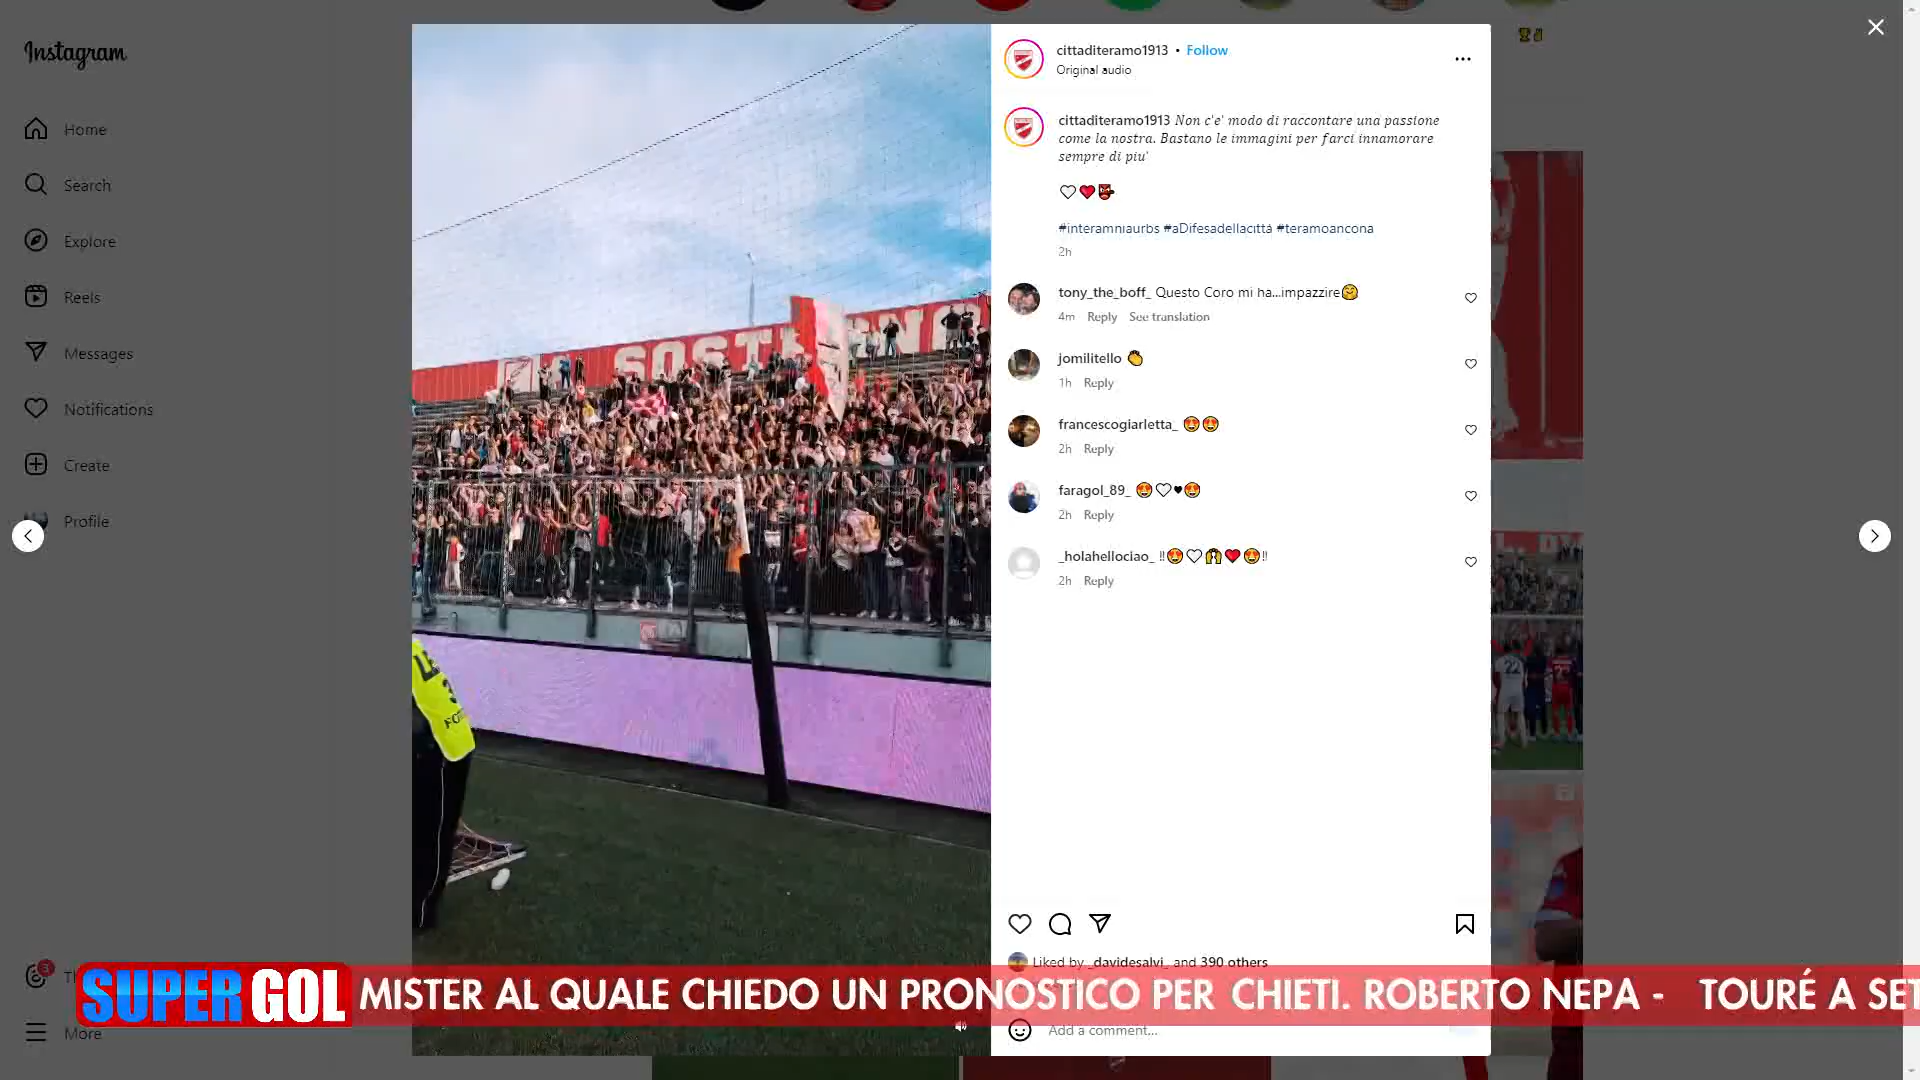 Instagram
Home
Search
Explore
Reels
Messages
Notifications
Create
Profile
More
SOST
cittaditeramo1913 • Follow
Original audio
cittaditeramo1913 Non c'e' modo di raccontare una passione
come la nostra. Bastano le immagini per farci innamorare
sempre di piu'
🤍❤️👹
#interamniaurbs #aDifesadellacittà #teramoancona
2h
tony_the_boff_ Questo Coro mi ha...impazzire🤗
4m Reply See translation
jomilitello 👏
1h Reply
francescogiarletta_ 😍😍
2h Reply
faragol_89_ 😍🤍♥😍
2h Reply
_holahellociao_ ‼️😍🤍🙌❤️😍‼️
2h Reply
Liked by _davidesalvi_ and 390 others
Add a comment...
3
22
SUPER GOL MISTER AL QUALE CHIEDO UN PRONOSTICO PER CHIETI. ROBERTO NEPA - TOURÉ A SET